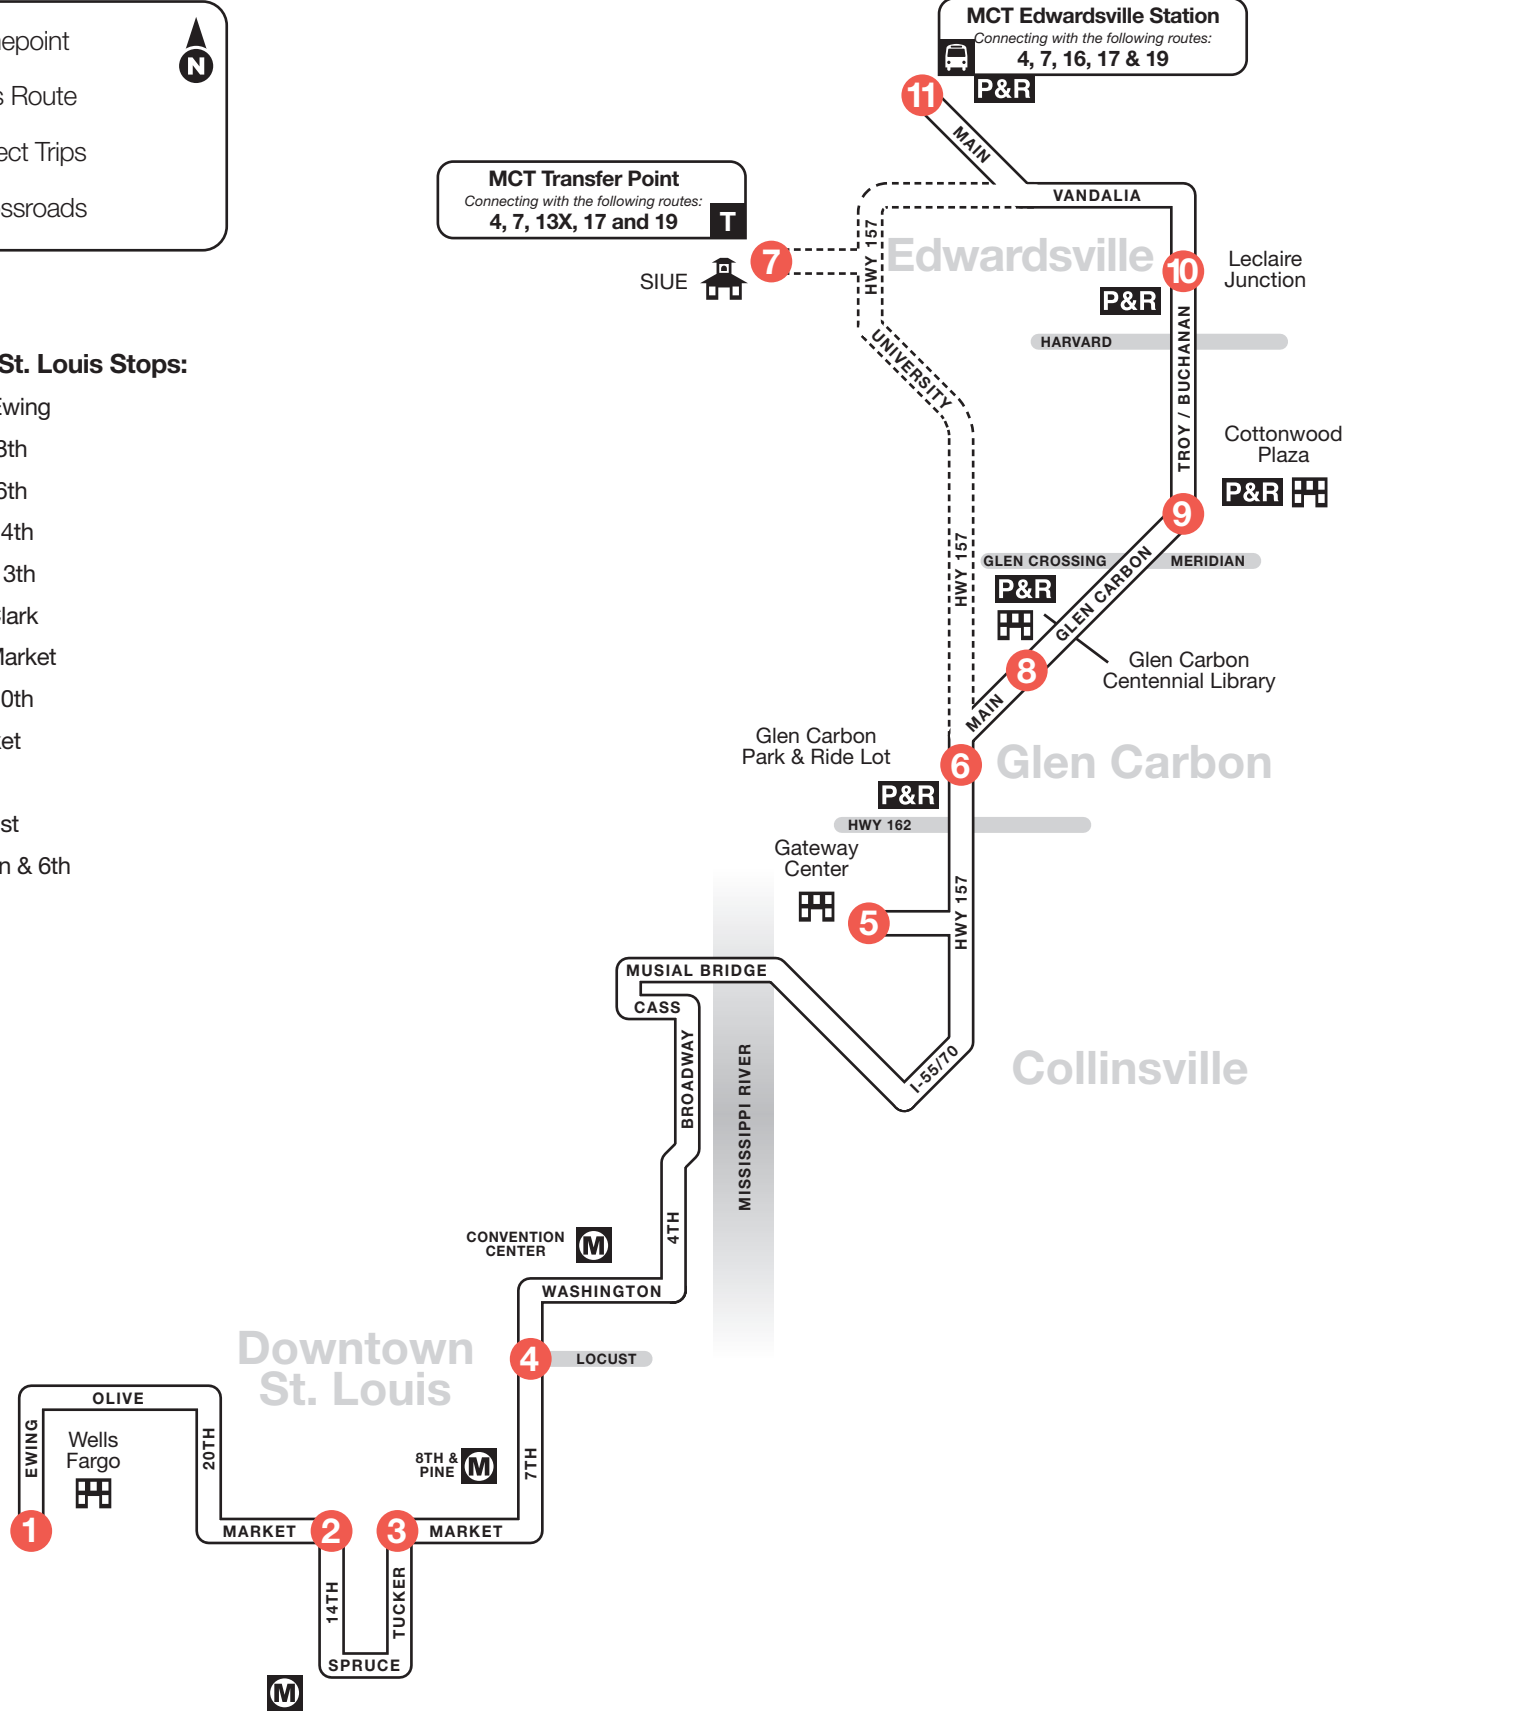 epoint
N
s Route
ect Trips
ssroads
MCT Edwardsville Station
Connecting with the following routes:
4, 7, 16, 17 & 19
11
P&R
MAIN
MCT Transfer Point
Connecting with the following routes:
4, 7, 13X, 17 and 19
T
VANDALIA
HWY 157
Edwardsville
SIUE
7
10
Leclaire
Junction
P&R
HARVARD
UNIVERSITY
TROY / BUCHANAN
St. Louis Stops:
Ewing
8th
6th
4th
3th
Clark
Market
0th
et
st
n & 6th
Cottonwood
Plaza
P&R
9
HWY 157
GLEN CROSSING
MERIDIAN
P&R
GLEN CARBON
8
Glen Carbon
Centennial Library
MAIN
Glen Carbon
Park & Ride Lot
6
Glen Carbon
P&R
HWY 162
Gateway
Center
5
HWY 157
MUSIAL BRIDGE
CASS
BROADWAY
MISSISSIPPI RIVER
I-55/70
Collinsville
4TH
CONVENTION
CENTER
M
WASHINGTON
Downtown
St. Louis
4
LOCUST
OLIVE
EWING
Wells
Fargo
20TH
8TH &
PINE
M
7TH
1
MARKET
2
3
MARKET
14TH
TUCKER
SPRUCE
M